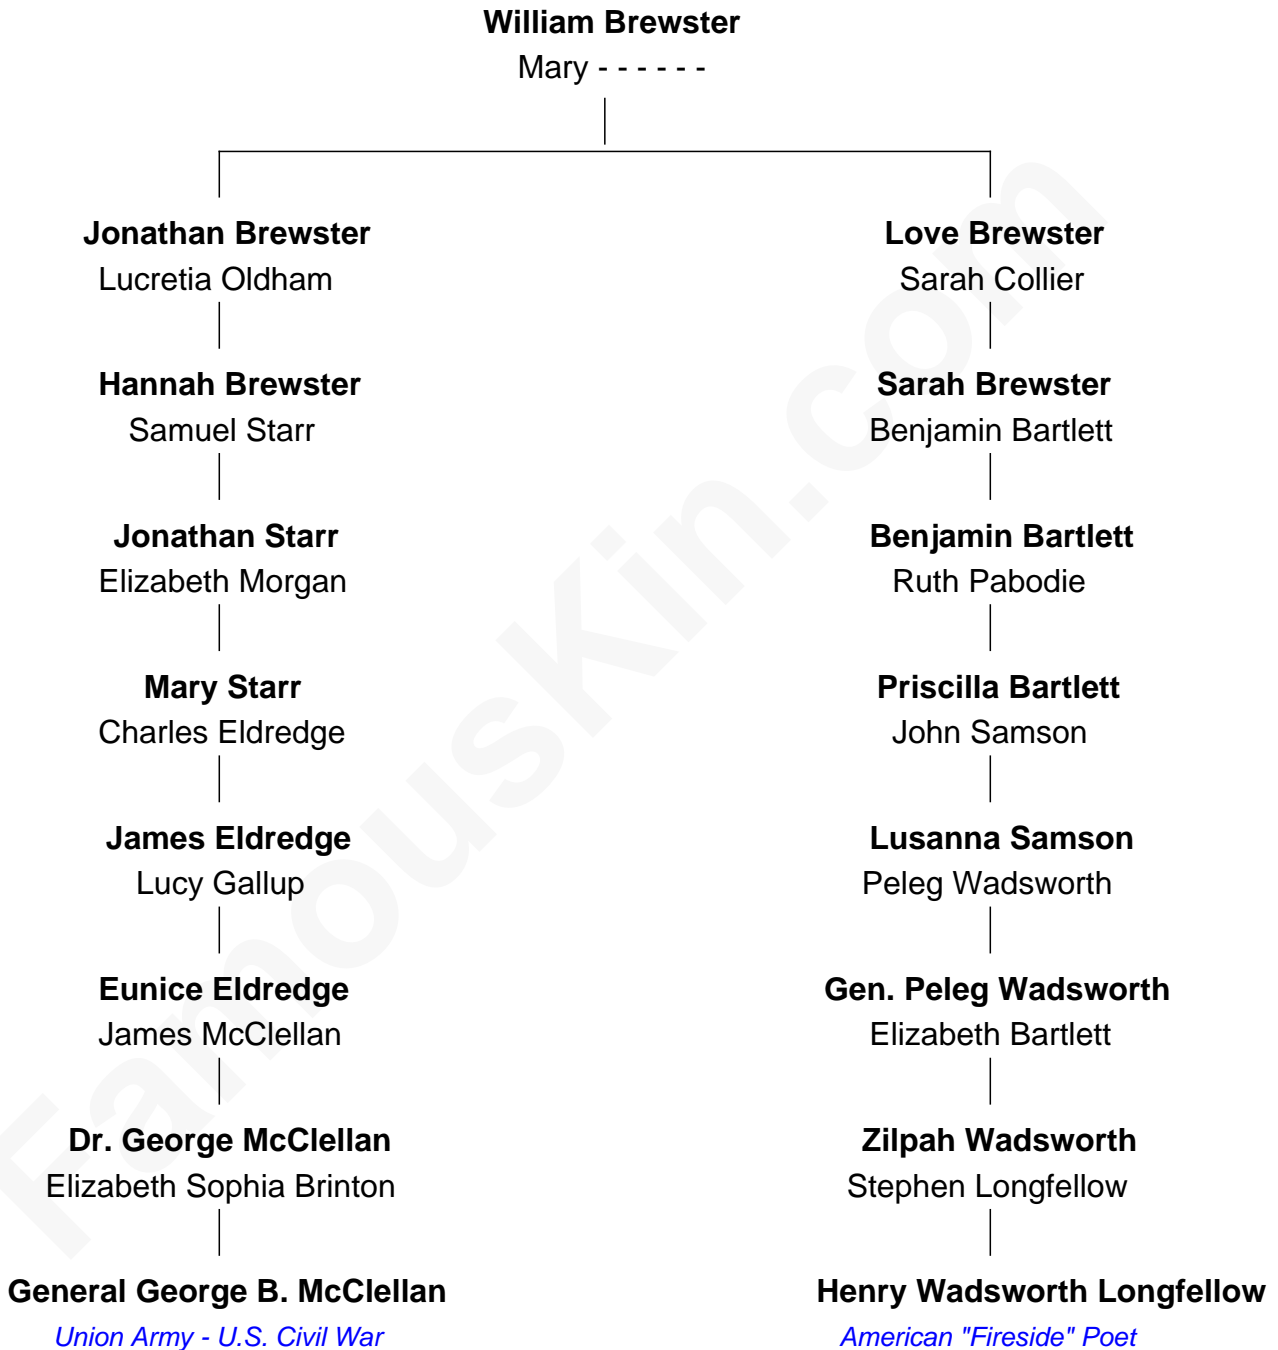 William Brewster
Mary - - - - - -
Jonathan Brewster
Lucretia Oldham
Love Brewster
Sarah Collier
Hannah Brewster
Samuel Starr
Sarah Brewster
Benjamin Bartlett
Jonathan Starr
Elizabeth Morgan
Benjamin Bartlett
Ruth Pabodie
Mary Starr
Charles Eldredge
Priscilla Bartlett
John Samson
James Eldredge
Lucy Gallup
Lusanna Samson
Peleg Wadsworth
Eunice Eldredge
James McClellan
Gen. Peleg Wadsworth
Elizabeth Bartlett
Dr. George McClellan
Elizabeth Sophia Brinton
Zilpah Wadsworth
Stephen Longfellow
General George B. McClellan
Union Army - U.S. Civil War
Henry Wadsworth Longfellow
American "Fireside" Poet
FamousKin.com